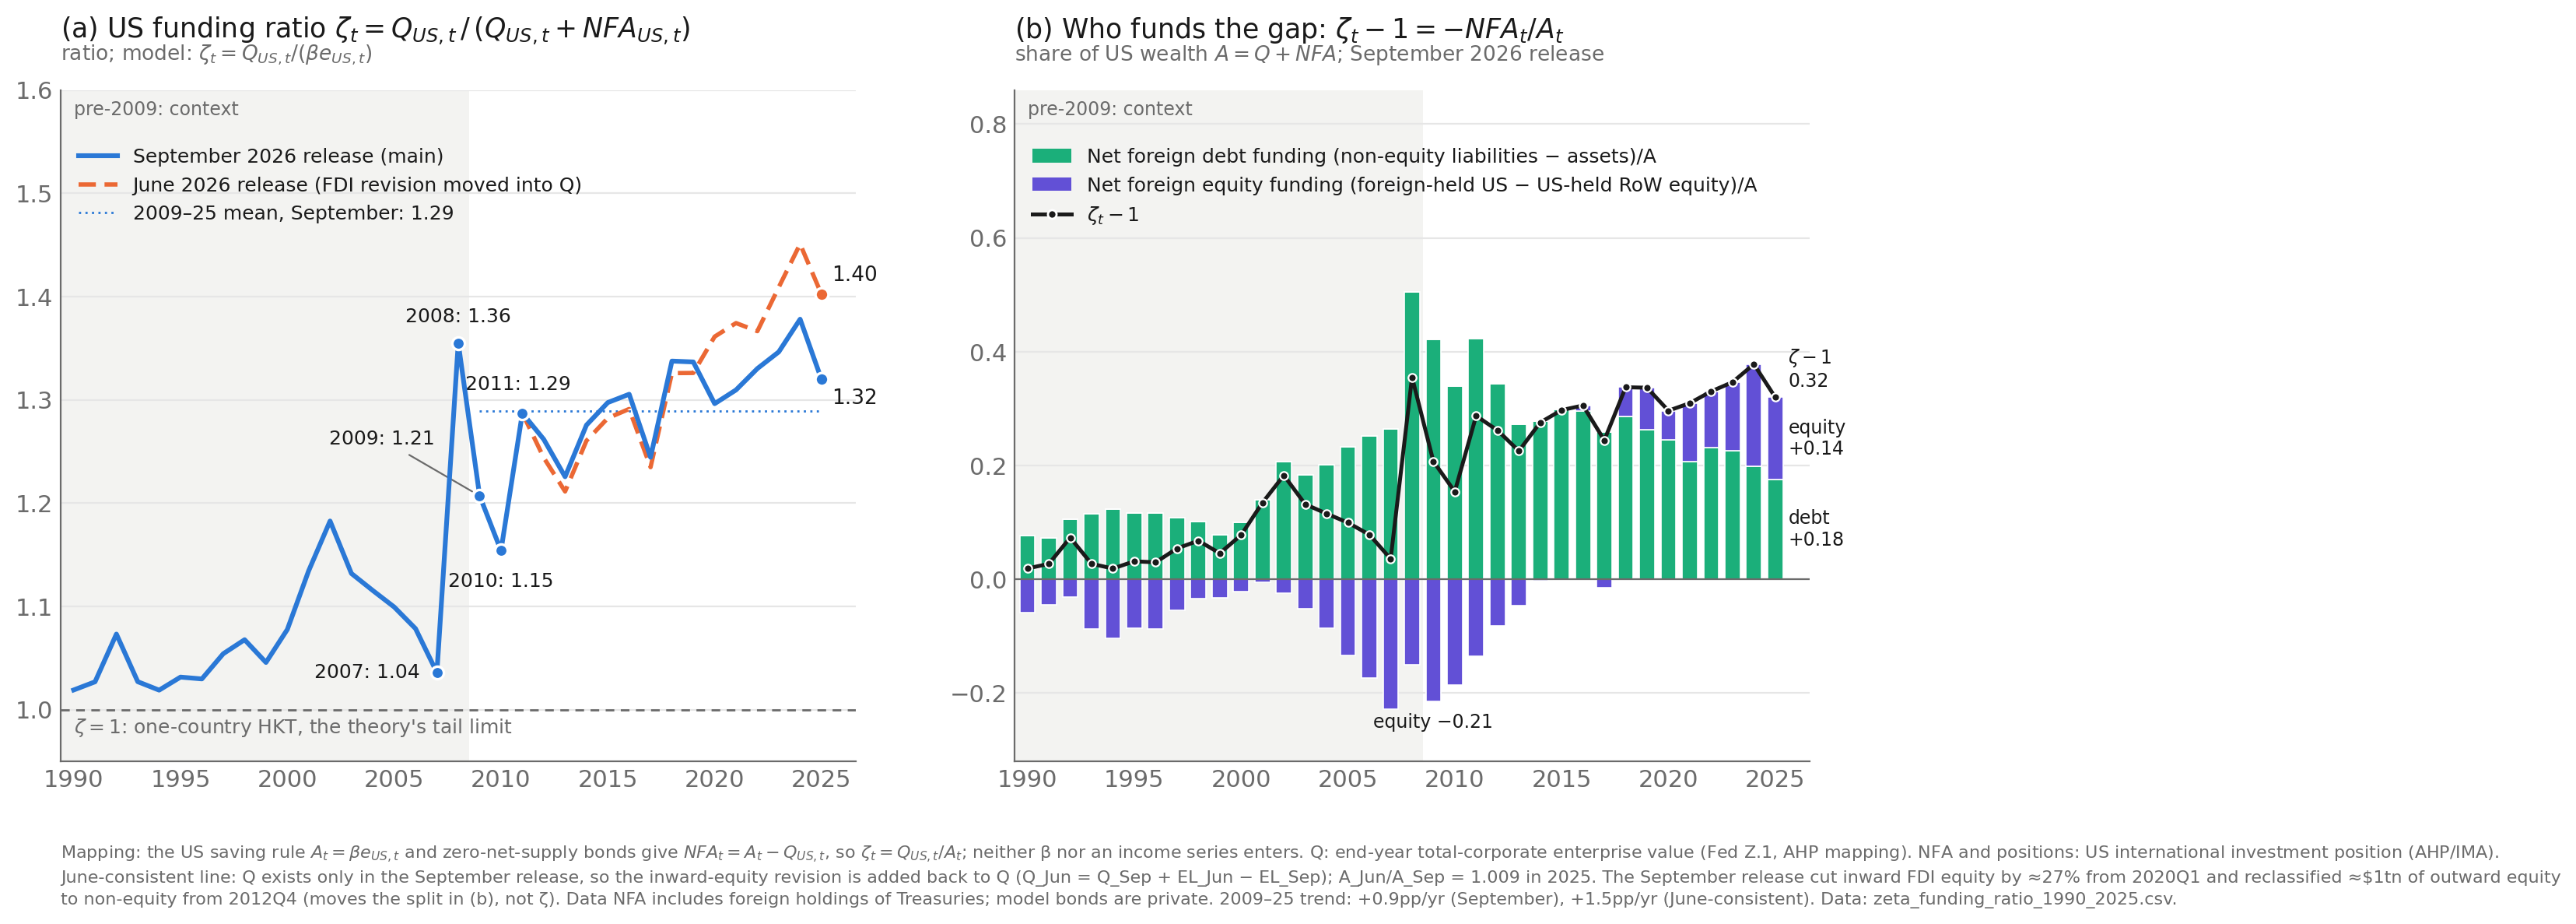 (a) US funding ratio ζt = QUS, t / (QUS, t + NFAUS, t)
ratio; model: ζt = QUS, t/(βeUS, t)
1.6
1.5
1.4
1.3
1.2
1.1
1.0
pre-2009: context
September 2026 release (main)
June 2026 release (FDI revision moved into Q)
2009–25 mean, September: 1.29
1.40
2008: 1.36
2011: 1.29
1.32
2009: 1.21
2010: 1.15
2007: 1.04
ζ = 1: one-country HKT, the theory's tail limit
1990 1995 2000 2005 2010 2015 2020 2025
(b) Who funds the gap: ζt − 1 = −NFAt/At
share of US wealth A = Q + NFA; September 2026 release
0.8
0.6
0.4
0.2
0.0
−0.2
pre-2009: context
Net foreign debt funding (non-equity liabilities − assets)/A
Net foreign equity funding (foreign-held US − US-held RoW equity)/A
ζt − 1
ζ − 1
0.32
equity
+0.14
debt
+0.18
equity −0.21
1990 1995 2000 2005 2010 2015 2020 2025
Mapping: the US saving rule At = βeUS, t and zero-net-supply bonds give NFAt = At − QUS, t, so ζt = QUS, t/At; neither β nor an income series enters. Q: end-year total-corporate enterprise value (Fed Z.1, AHP mapping). NFA and positions: US international investment position (AHP/IMA).
June-consistent line: Q exists only in the September release, so the inward-equity revision is added back to Q (Q_Jun = Q_Sep + EL_Jun − EL_Sep); A_Jun/A_Sep = 1.009 in 2025. The September release cut inward FDI equity by ≈27% from 2020Q1 and reclassified ≈$1tn of outward equity
to non-equity from 2012Q4 (moves the split in (b), not ζ). Data NFA includes foreign holdings of Treasuries; model bonds are private. 2009–25 trend: +0.9pp/yr (September), +1.5pp/yr (June-consistent). Data: zeta_funding_ratio_1990_2025.csv.